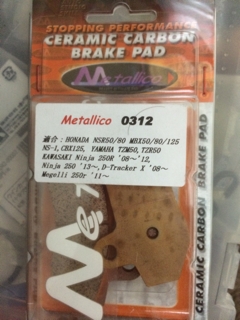 STOPPING PERFORMANCE
CERAMIC CARBON
BRAKE PAD
Metallico
Metallico 0312
適合：HONADA NSR50/80 MBX50/80/125
NS-1,CBX125, YAMAHA TZM50,TZR50
KAWASAKI Ninja 250R '08～'12,
Ninja 250 '13～,D-Tracker X '08～
Megelli 250r '11～
Me
CERAMIC CARBON
BRAKE PAD